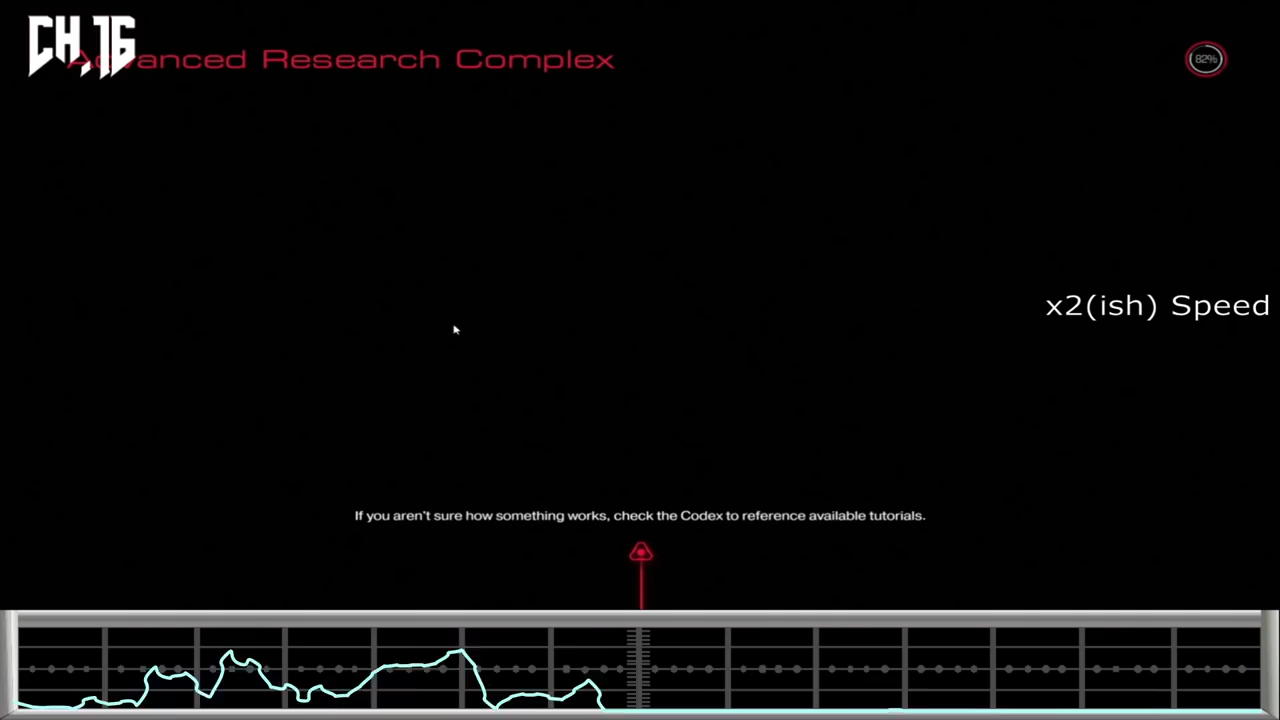 CH.16
Advanced Research Complex
82%
x2(ish) Speed
If you aren't sure how something works, check the Codex to reference available tutorials.